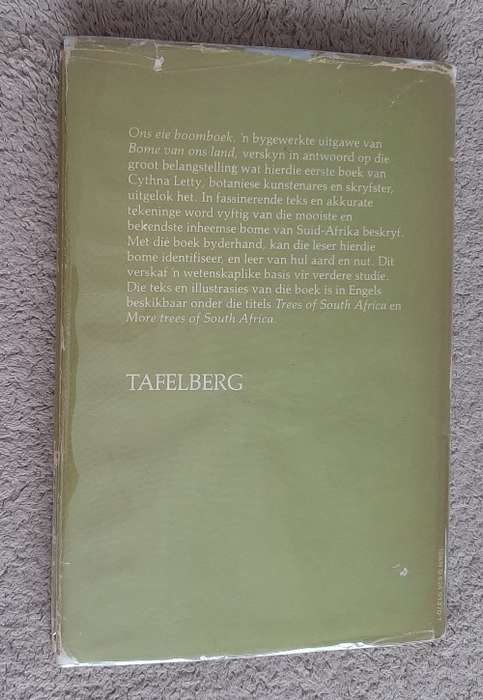 Ons eie boomboek, 'n bygewerkte uitgawe van
Bome van ons land, verskyn in antwoord op die
groot belangstelling wat hierdie eerste boek van
Cythna Letty, botaniese kunstenares en skryfster,
uitgelok het. In fassinerende teks en akkurate
tekeninge word vyftig van die mooiste en
bekendste inheemse bome van Suid-Afrika beskryf.
Met dié boek byderhand, kan die leser hierdie
bome identifiseer, en leer van hul aard en nut. Dit
verskaf 'n wetenskaplike basis vir verdere studie.
Die teks en illustrasies van dié boek is in Engels
beskikbaar onder die titels Trees of South Africa en
More trees of South Africa.
TAFELBERG